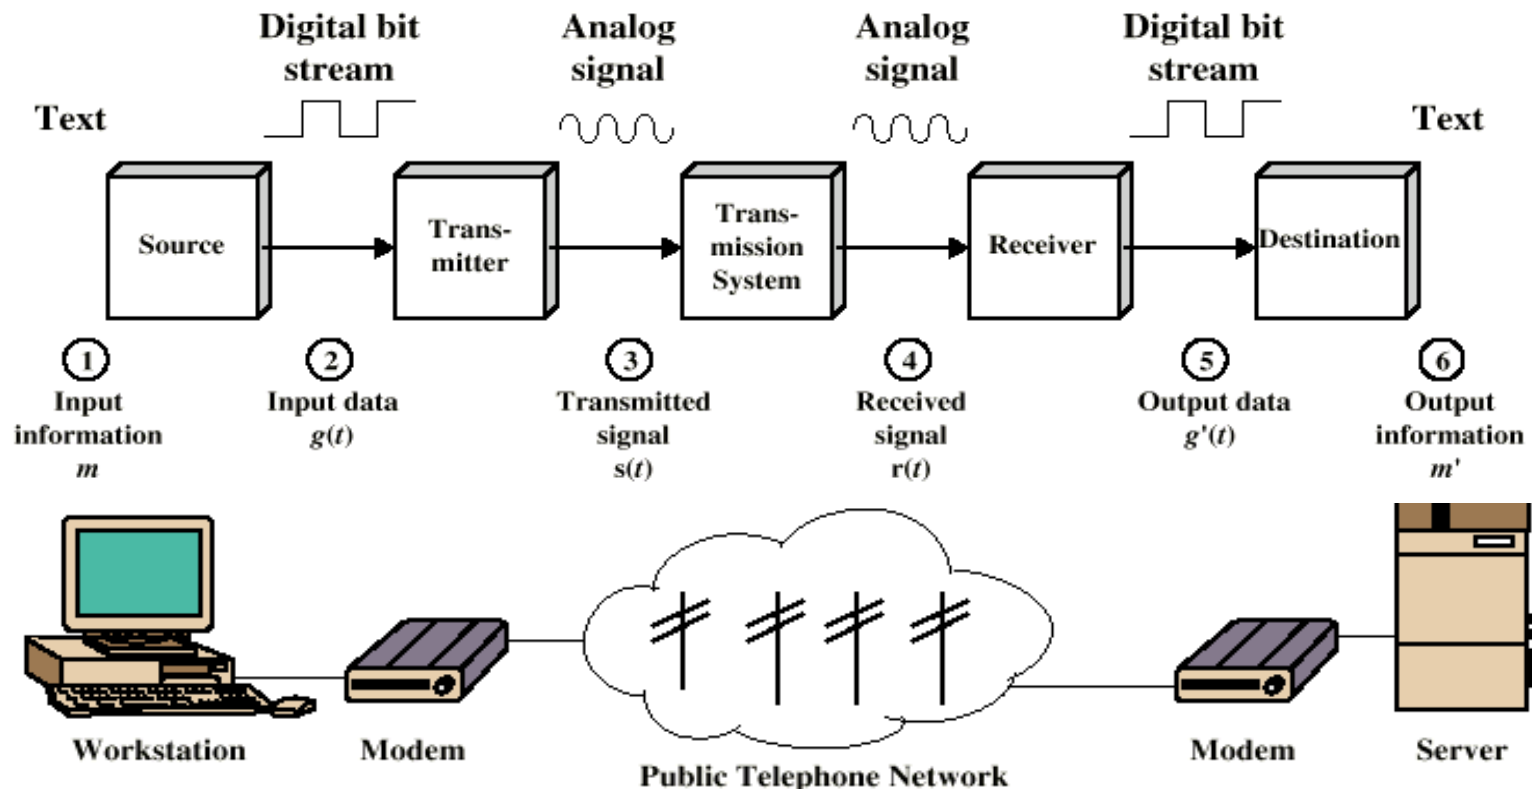 Digital bit
stream
Analog
signal
Analog
signal
Digital bit
stream
Text
Text
Source
Trans-
mitter
Trans-
mission
System
Receiver
Destination
1
Input
information
m
2
Input data
g(t)
3
Transmitted
signal
s(t)
4
Received
signal
r(t)
5
Output data
g'(t)
6
Output
information
m'
Workstation
Modem
Public Telephone Network
Modem
Server